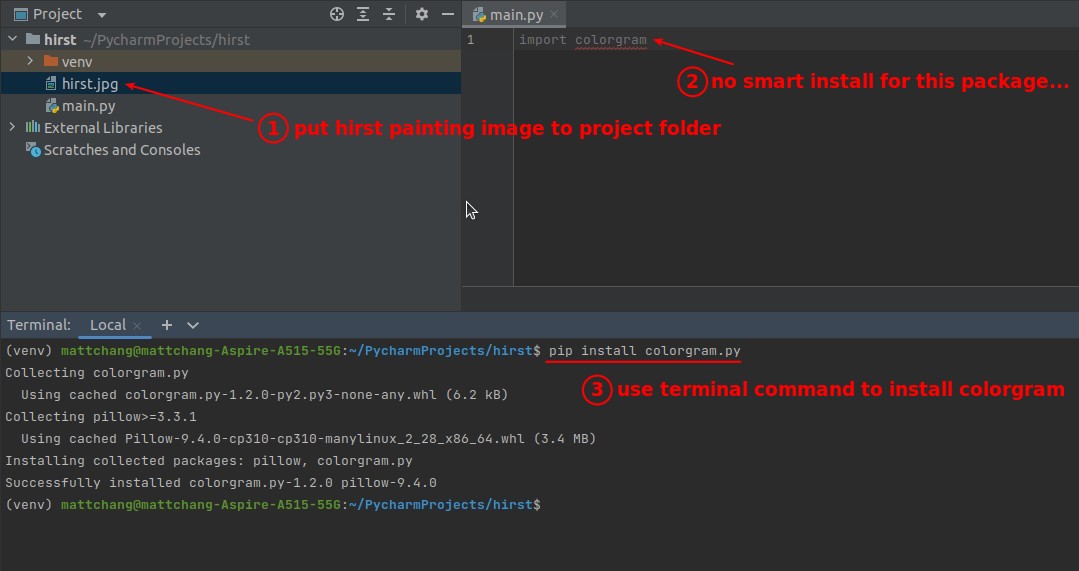 Project
main.py
hirst ~/PycharmProjects/hirst
1 import colorgram
venv
② no smart install for this package...
hirst.jpg
main.py
① put hirst painting image to project folder
External Libraries
Scratches and Consoles
Terminal: Local
(venv) mattchang@mattchang-Aspire-A515-55G:~/PycharmProjects/hirst$ pip install colorgram.py
Collecting colorgram.py
③ use terminal command to install colorgram
Using cached colorgram.py-1.2.0-py2.py3-none-any.whl (6.2 kB)
Collecting pillow>=3.3.1
Using cached Pillow-9.4.0-cp310-cp310-manylinux_2_28_x86_64.whl (3.4 MB)
Installing collected packages: pillow, colorgram.py
Successfully installed colorgram.py-1.2.0 pillow-9.4.0
(venv) mattchang@mattchang-Aspire-A515-55G:~/PycharmProjects/hirst$